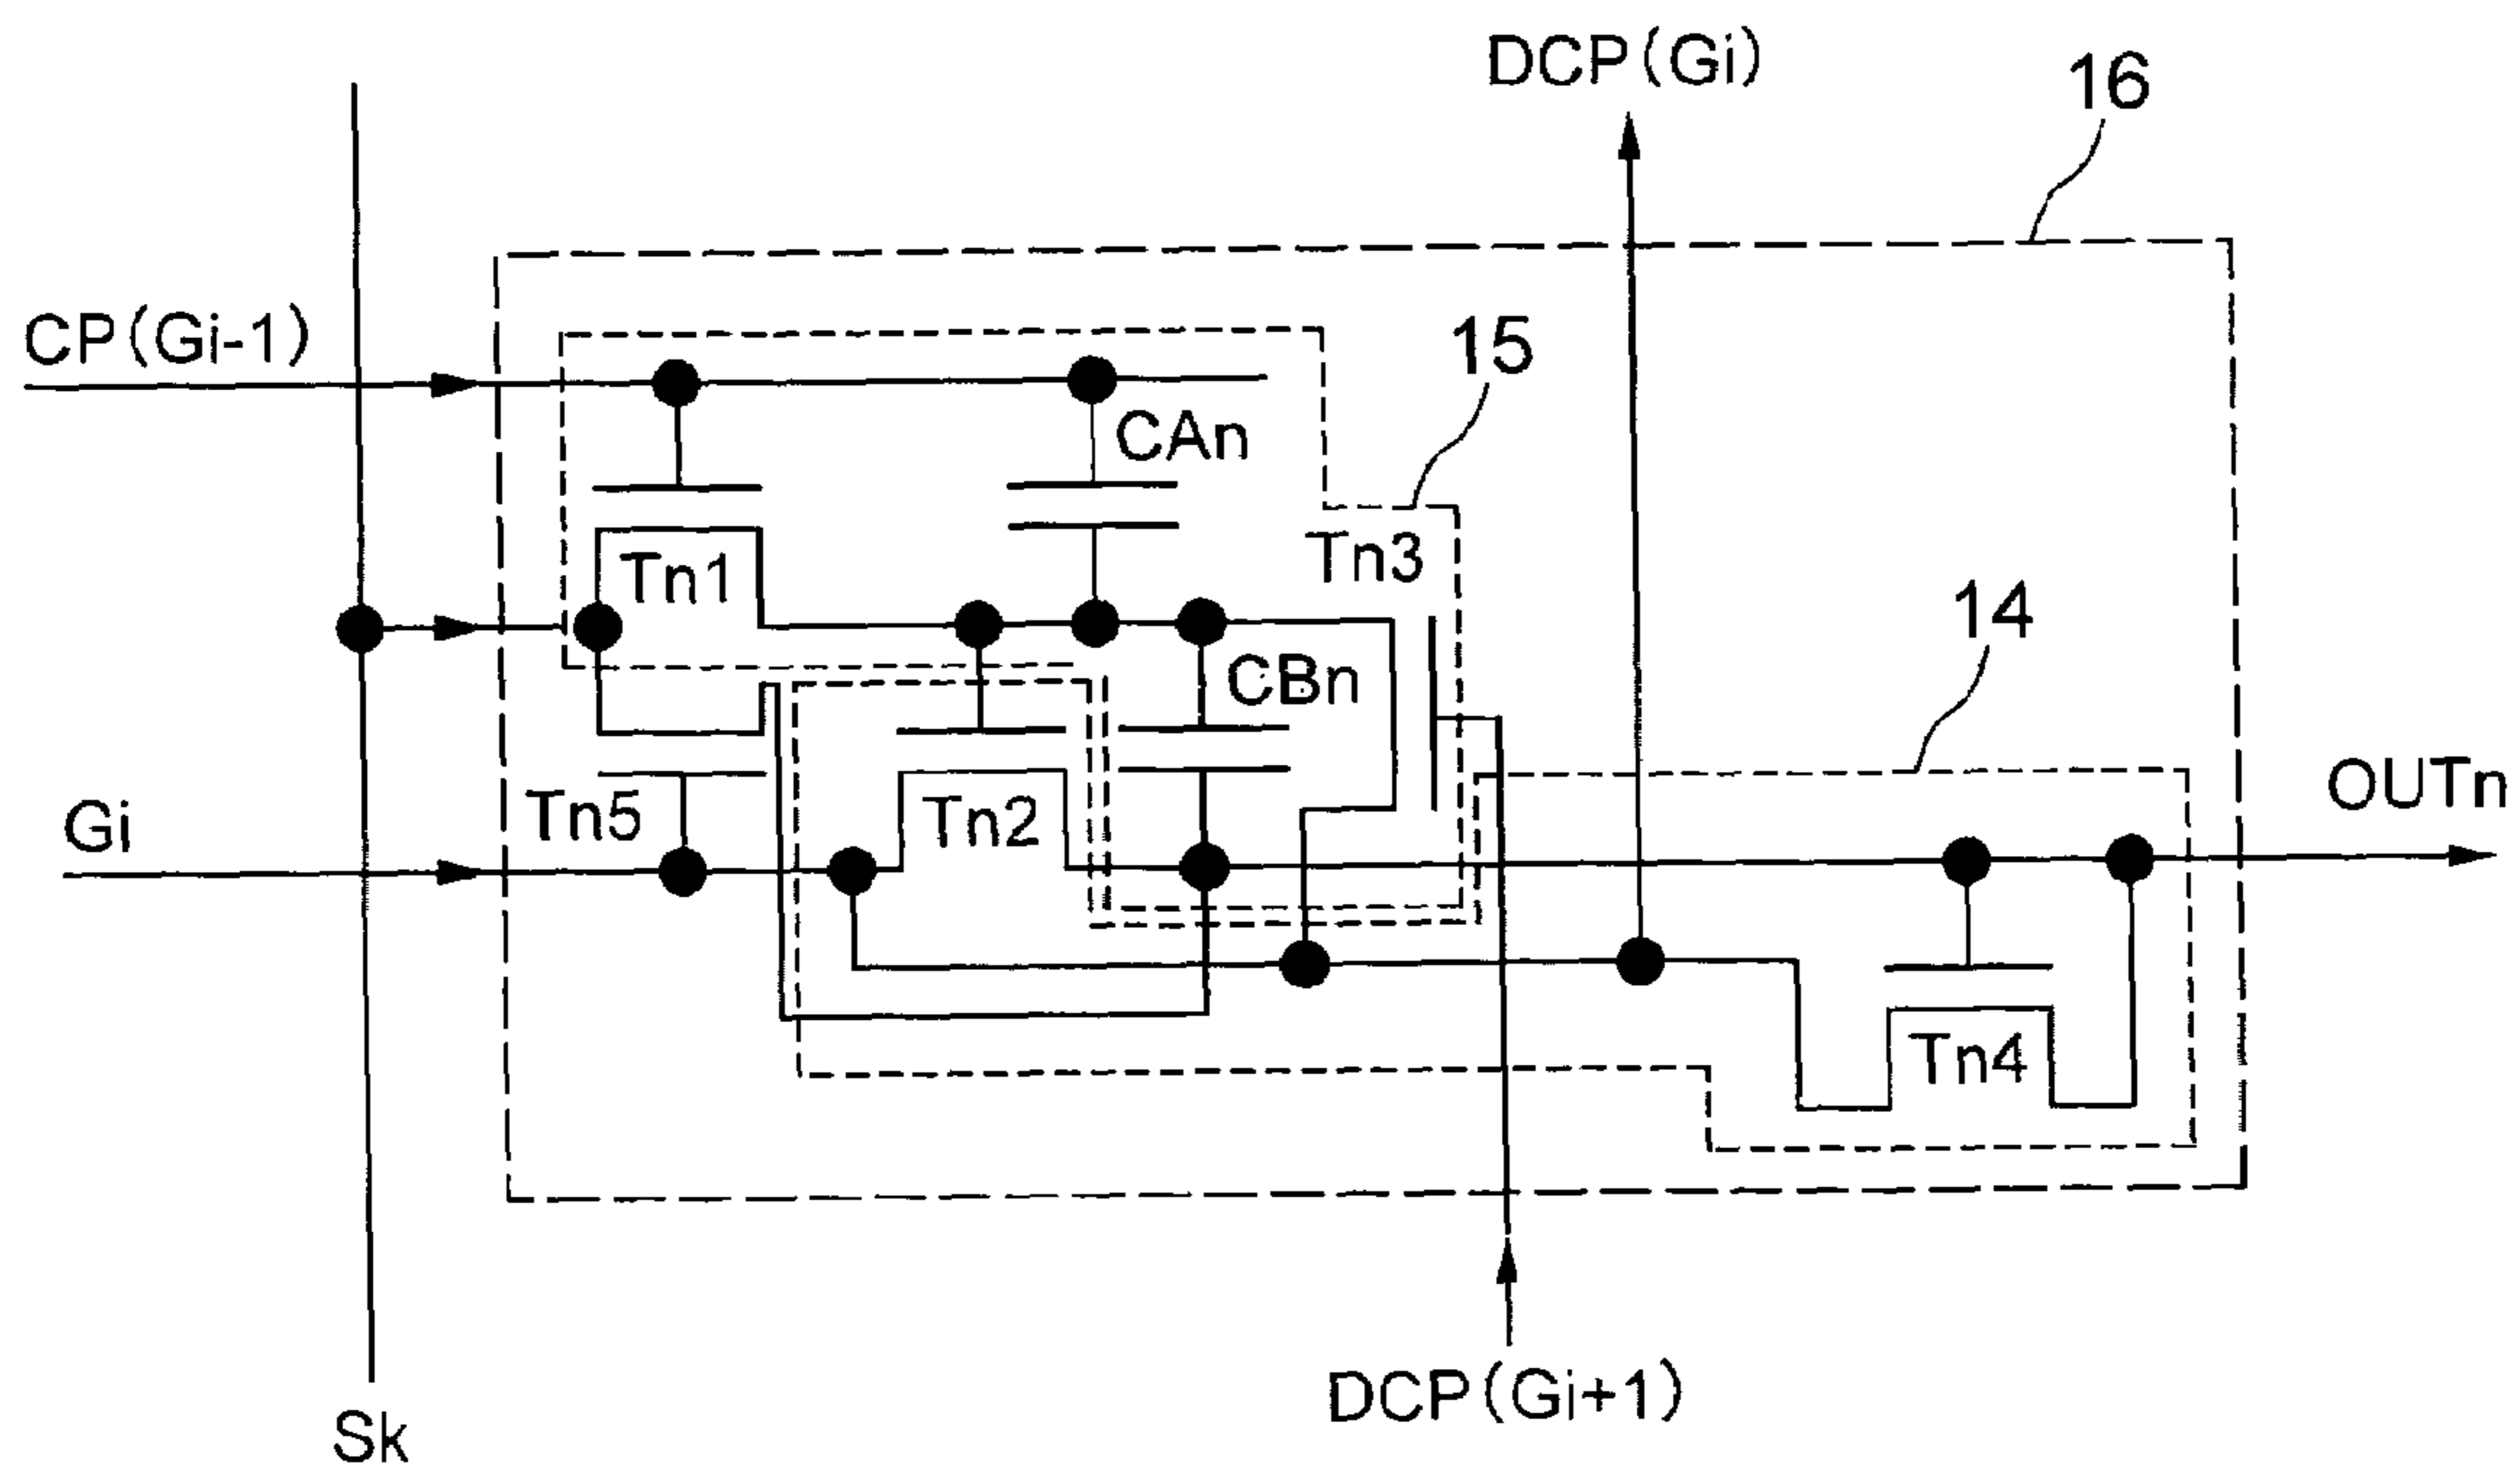 DCP(Gi)
16
CP(Gi-1)
15
CAn
Tn3
Tn1
14
CBn
OUTn
Gi
Tn5
Tn2
Tn4
DCP(Gi+1)
Sk